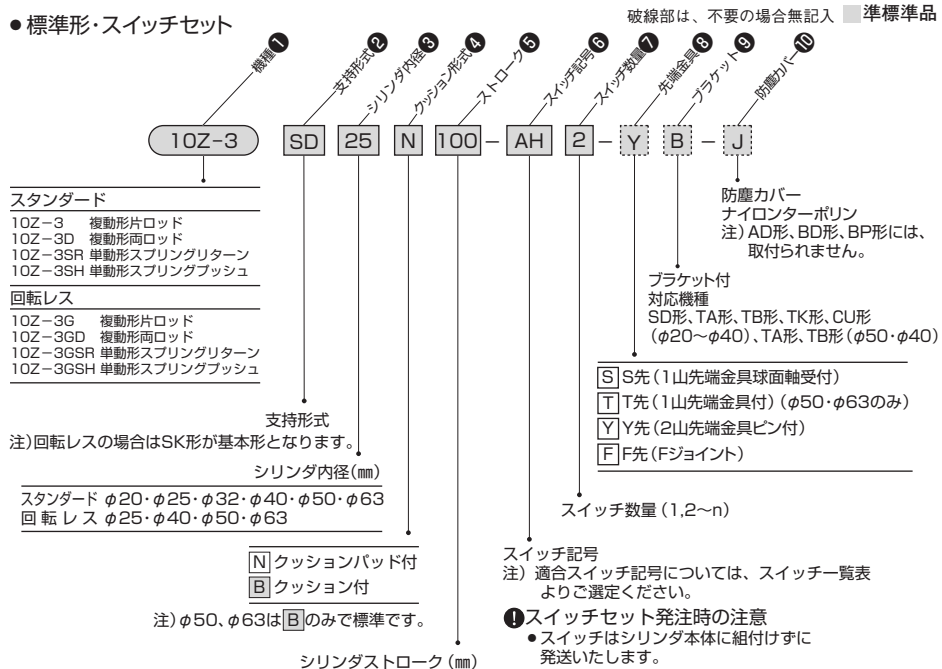 ●標準形・スイッチセット
破線部は、不要の場合無記入 準標準品
機種❶
支持形式❷
シリンダ内径❸
クッション形式❹
ストローク❺
スイッチ記号❻
スイッチ数量❼
先端金具❽
ブラケット❾
防塵カバー❿
10Z-3 SD 25 N 100 - AH 2 - Y B - J
スタンダード
10Z-3 複動形片ロッド
10Z-3D 複動形両ロッド
10Z-3SR 単動形スプリングリターン
10Z-3SH 単動形スプリングプッシュ
回転レス
10Z-3G 複動形片ロッド
10Z-3GD 複動形両ロッド
10Z-3GSR 単動形スプリングリターン
10Z-3GSH 単動形スプリングプッシュ
支持形式
注)回転レスの場合はSK形が基本形となります。
シリンダ内径(㎜)
スタンダード φ20・φ25・φ32・φ40・φ50・φ63
回転レス φ25・φ40・φ50・φ63
N クッションパッド付
B クッション付
注)φ50、φ63は B のみで標準です。
シリンダストローク(㎜)
防塵カバー
ナイロンターポリン
注)AD形、BD形、BP形には、
取付られません。
ブラケット付
対応機種
SD形、TA形、TB形、TK形、CU形
(φ20〜φ40)、TA形、TB形(φ50・φ40)
S S先(1山先端金具球面軸受付)
T T先(1山先端金具付)(φ50・φ63のみ)
Y Y先(2山先端金具ピン付)
F F先(Fジョイント)
スイッチ数量(1,2〜n)
スイッチ記号
注) 適合スイッチ記号については、スイッチ一覧表
よりご選定ください。
❗スイッチセット発注時の注意
●スイッチはシリンダ本体に組付けずに
発送いたします。